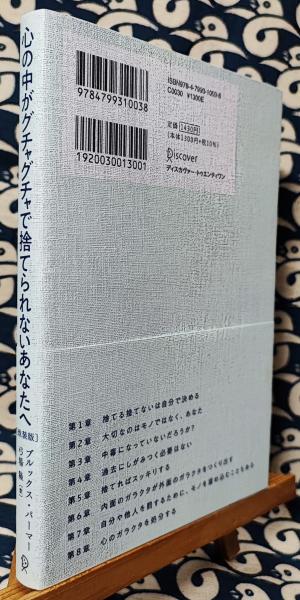 心の中がグチャグチャで捨てられないあなたへ
[新装版]
ブルックス・パーマー
弓場 隆=訳
9784799310038
1920030013001
ISBN978-4-7993-1003-8
C0030 ¥1300E
定価 1430円
[本体1300円+税10%]
Discover
ディスカヴァー・トゥエンティワン
第1章 捨てる捨てないは自分で決める
第2章 大切なのはモノではなく、あなた
第3章 中毒になっていないだろうか?
第4章 過去にしがみつく必要はない
第5章 捨てればスッキリする
第6章 内面のガラクタが外面のガラクタをつくり出す
第7章 自分や他人を罰するために、モノを溜め込むこともある
第8章 心のガラクタを処分する